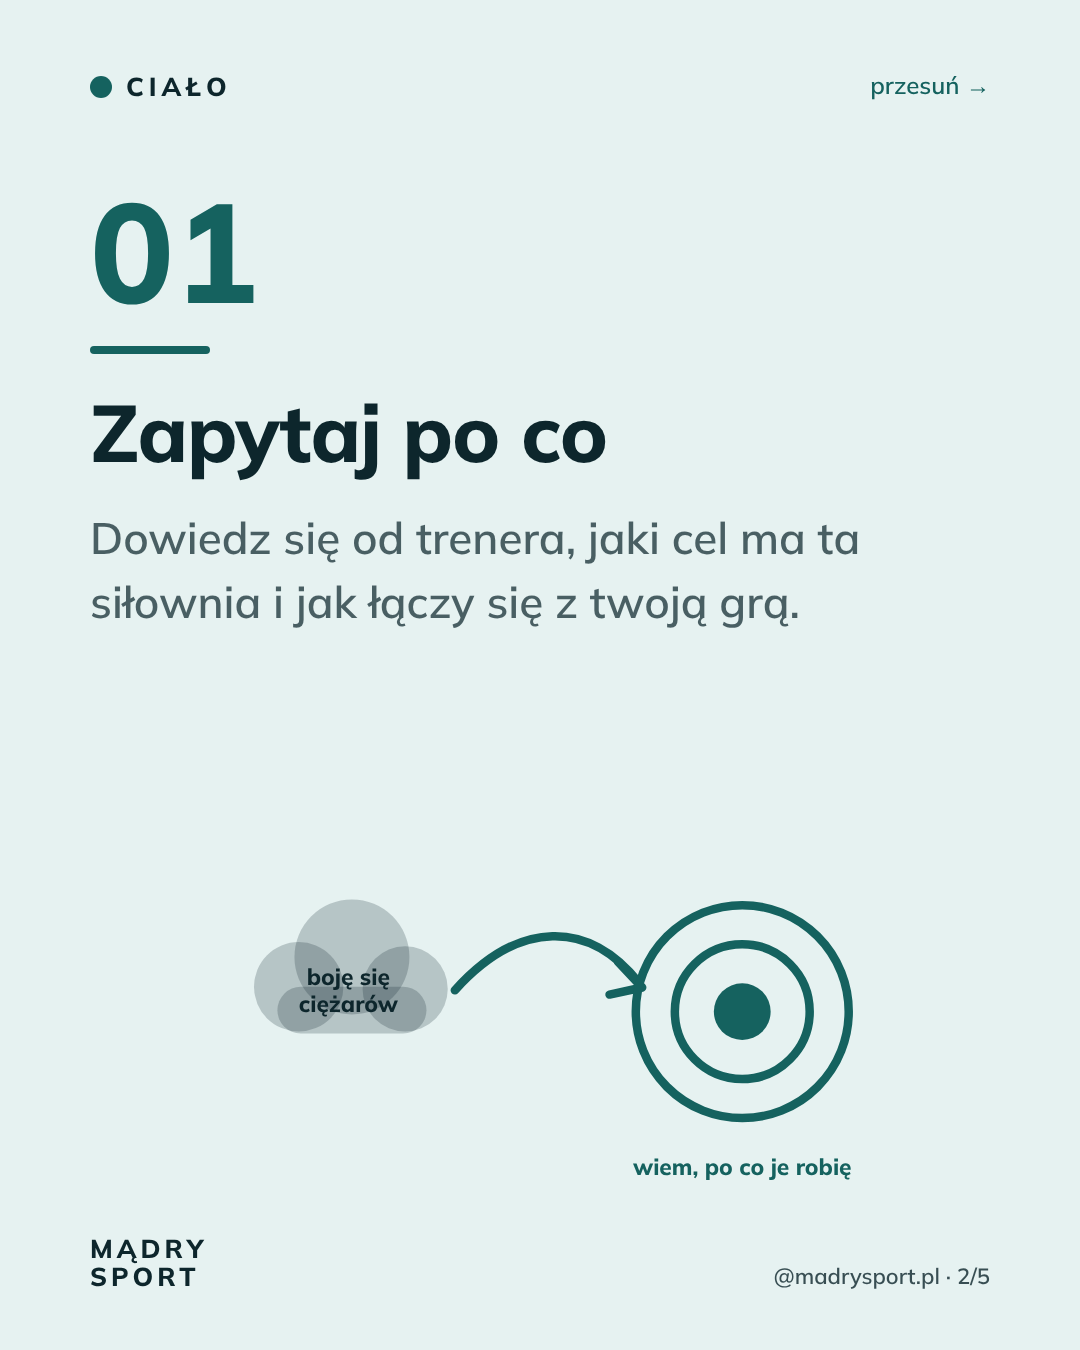 CIAŁO
przesuń →
01
Zapytaj po co
Dowiedz się od trenera, jaki cel ma ta
siłownia i jak łączy się z twoją grą.
boję się
ciężarów
wiem, po co je robię
MĄDRY
SPORT
@madrysport.pl · 2/5